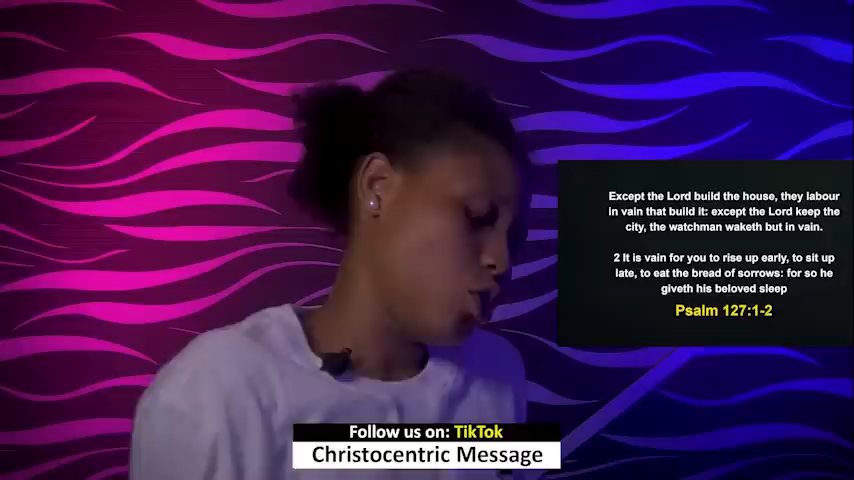 Except the Lord build the house, they labour
in vain that build it: except the Lord keep the
city, the watchman waketh but in vain.
2 It is vain for you to rise up early, to sit up
late, to eat the bread of sorrows: for so he
giveth his beloved sleep
Psalm 127:1-2
Follow us on: TikTok
Christocentric Message